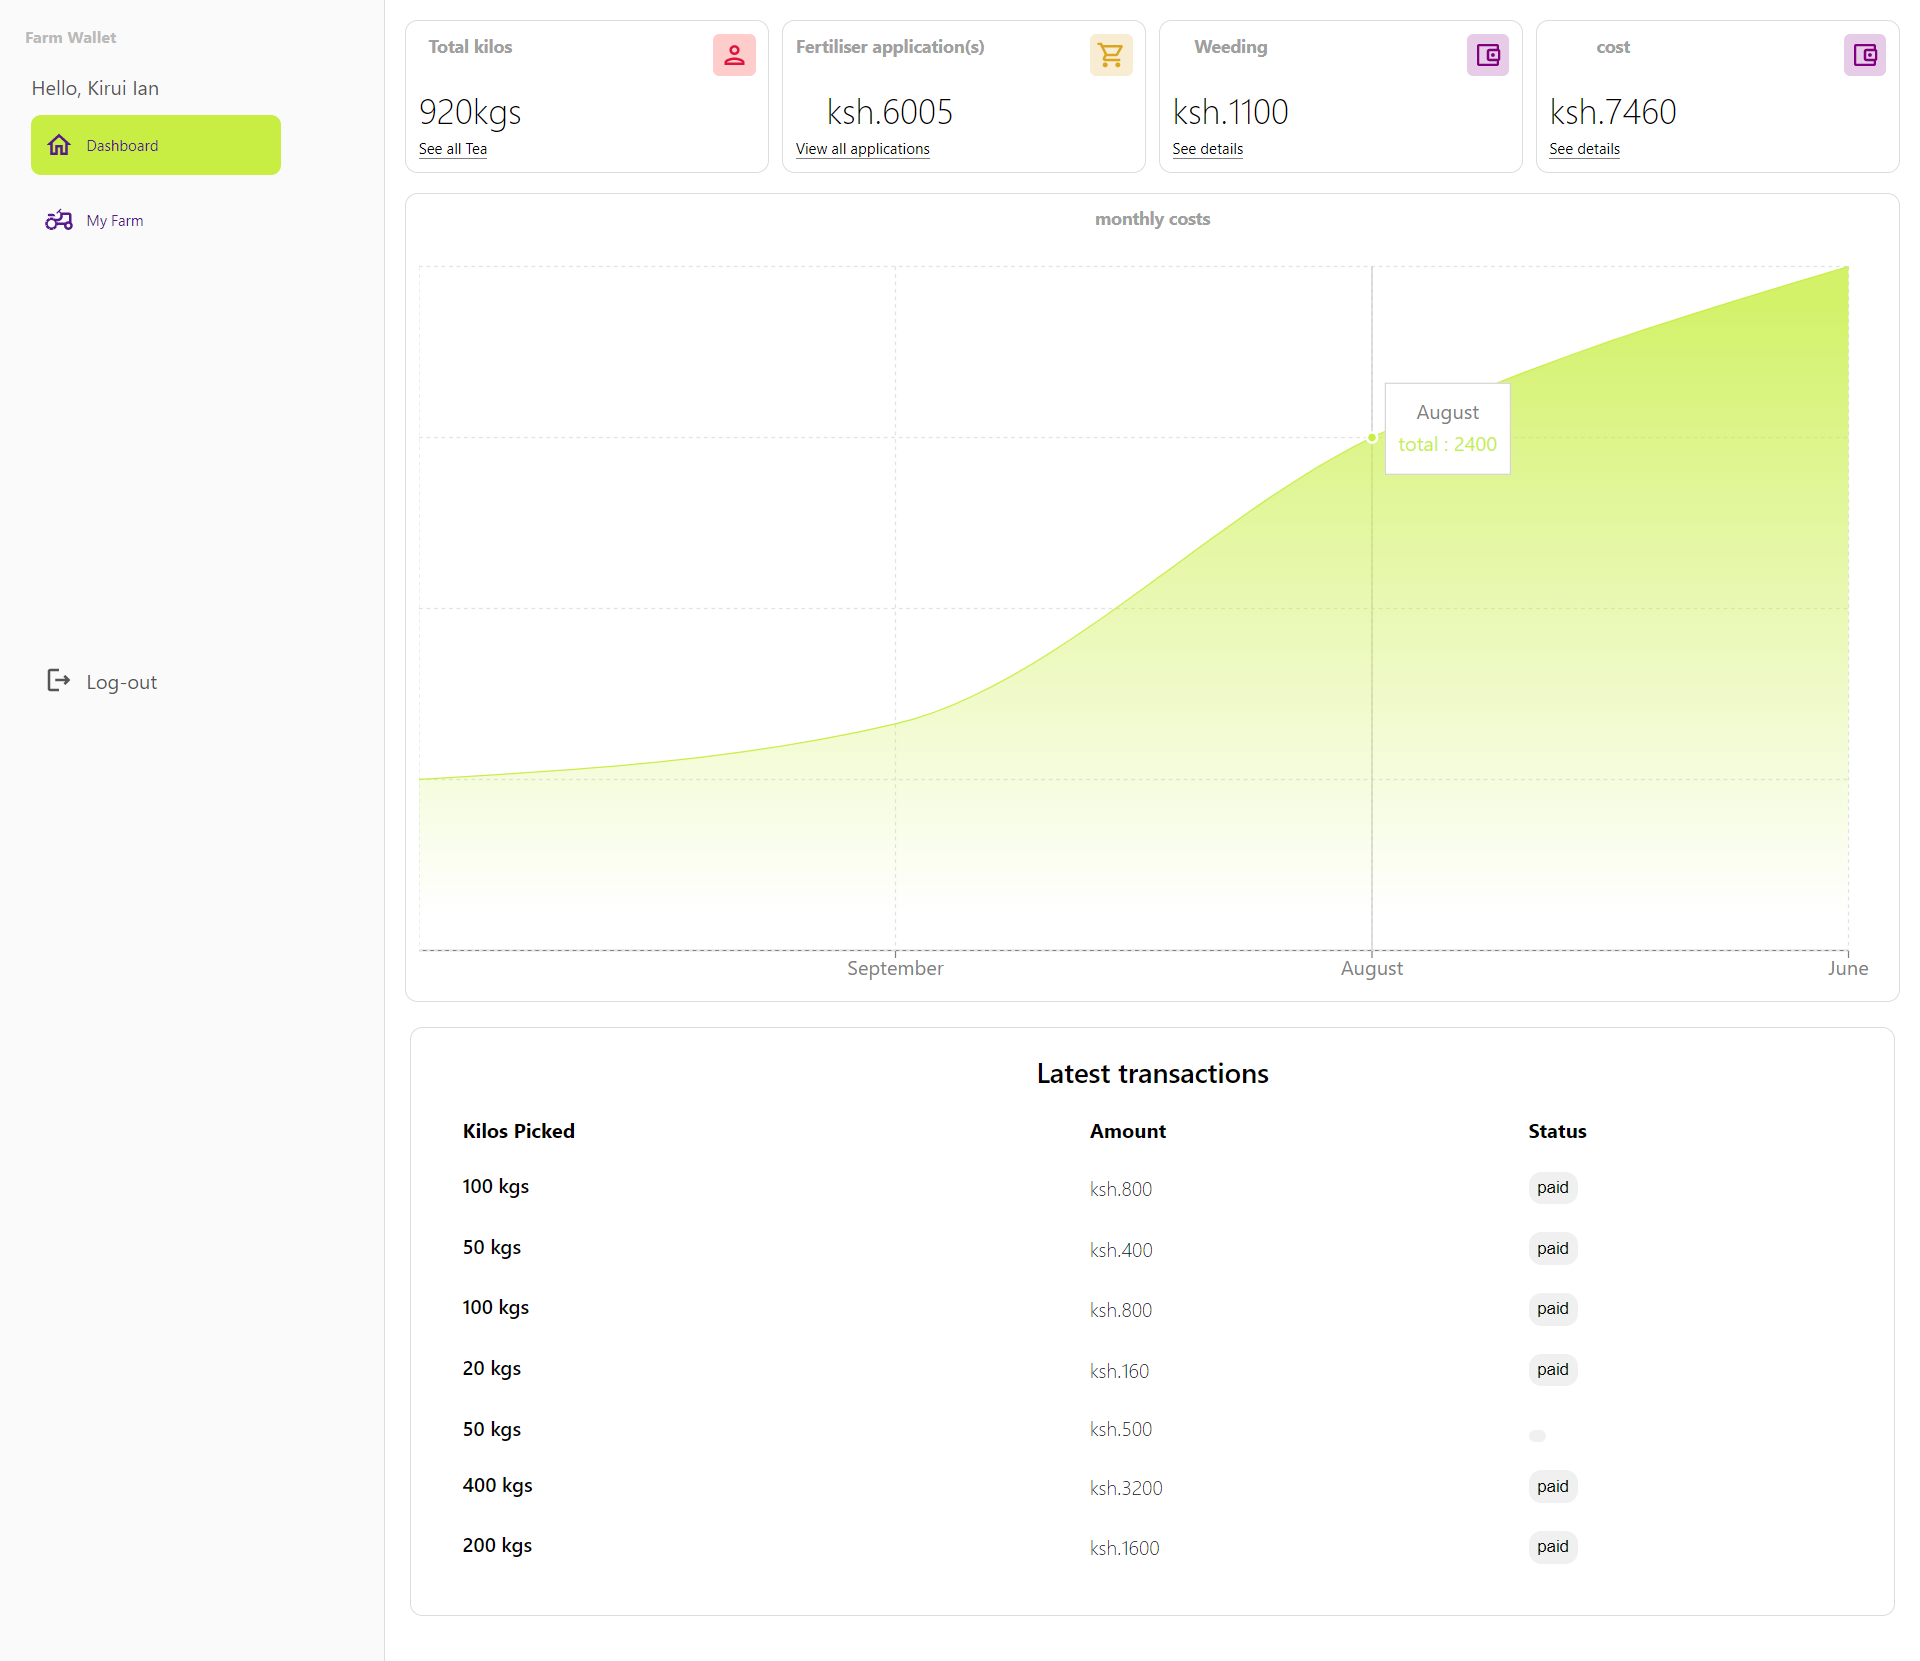 Farm Wallet
Hello, Kirui Ian
Dashboard
My Farm
Log-out
Total kilos
920kgs
See all Tea
Fertiliser application(s)
ksh.6005
View all applications
Weeding
ksh.1100
See details
cost
ksh.7460
See details
monthly costs
August
total : 2400
September August June
Latest transactions
Kilos Picked Amount Status
100 kgs ksh.800 paid
50 kgs ksh.400 paid
100 kgs ksh.800 paid
20 kgs ksh.160 paid
50 kgs ksh.500
400 kgs ksh.3200 paid
200 kgs ksh.1600 paid